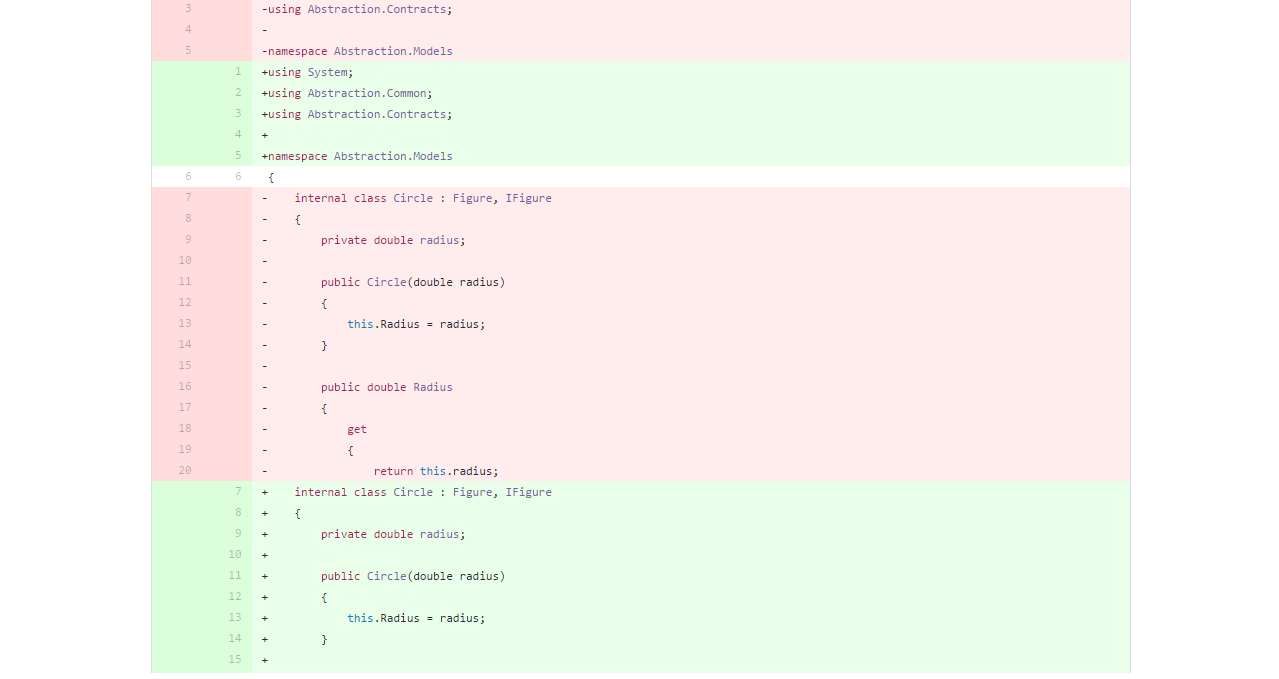 3 -using Abstraction.Contracts;
4 -
5 -namespace Abstraction.Models
1 +using System;
2 +using Abstraction.Common;
3 +using Abstraction.Contracts;
4 +
5 +namespace Abstraction.Models
6 6 {
7 - internal class Circle : Figure, IFigure
8 - {
9 - private double radius;
10 -
11 - public Circle(double radius)
12 - {
13 - this.Radius = radius;
14 - }
15 -
16 - public double Radius
17 - {
18 - get
19 - {
20 - return this.radius;
7 + internal class Circle : Figure, IFigure
8 + {
9 + private double radius;
10 +
11 + public Circle(double radius)
12 + {
13 + this.Radius = radius;
14 + }
15 +